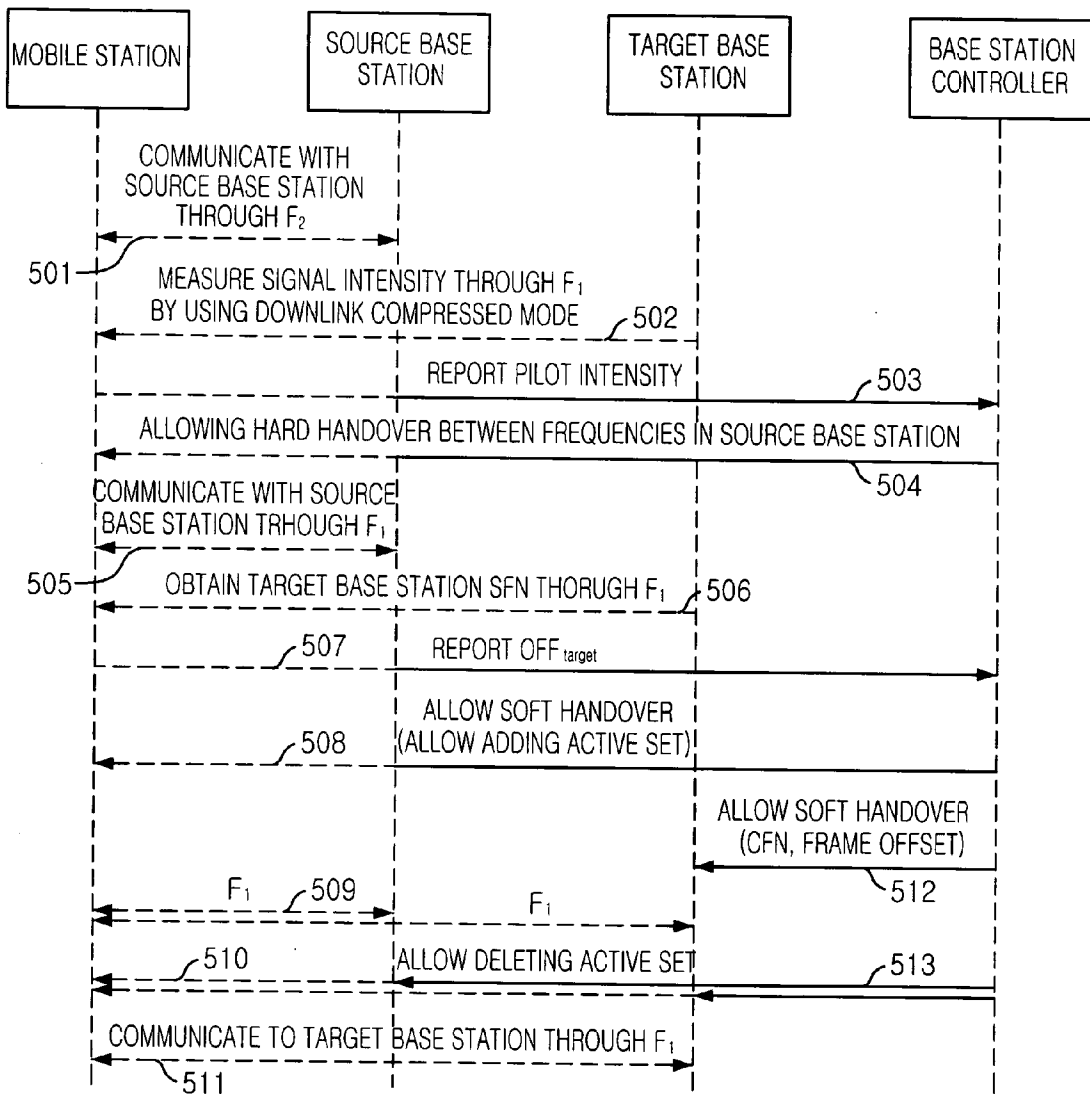 MOBILE STATION
SOURCE BASE
STATION
TARGET BASE
STATION
BASE STATION
CONTROLLER
COMMUNICATE WITH
SOURCE BASE STATION
THROUGH F2
501
MEASURE SIGNAL INTENSITY THROUGH F1
BY USING DOWNLINK COMPRESSED MODE
502
REPORT PILOT INTENSITY
503
ALLOWING HARD HANDOVER BETWEEN FREQUENCIES IN SOURCE BASE STATION
504
COMMUNICATE WITH SOURCE
BASE STATION TRHOUGH F1
505
OBTAIN TARGET BASE STATION SFN THORUGH F1
506
507
REPORT OFF target
ALLOW SOFT HANDOVER
(ALLOW ADDING ACTIVE SET)
508
ALLOW SOFT HANDOVER
(CFN, FRAME OFFSET)
512
F1
509
F1
510
ALLOW DELETING ACTIVE SET
513
COMMUNICATE TO TARGET BASE STATION THROUGH F1
511